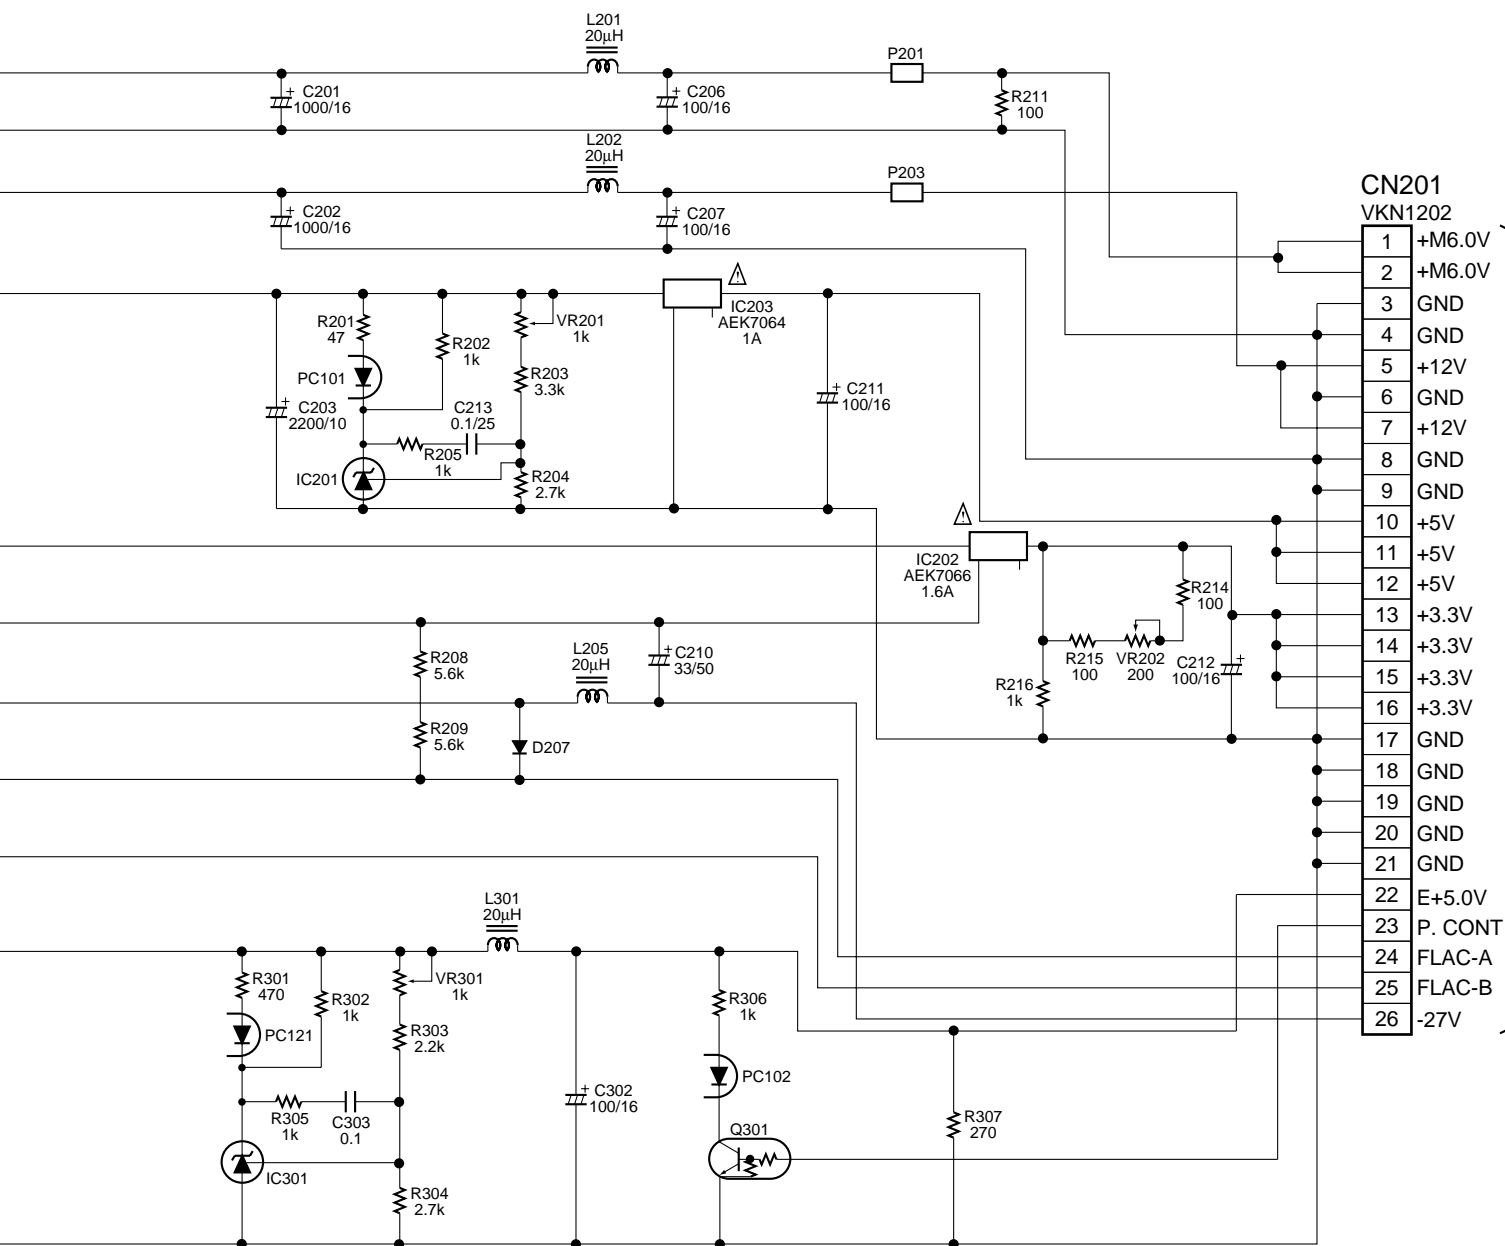 L201
20µH
C201
1000/16
C206
100/16
P201
R211
100
L202
20µH
C202
1000/16
C207
100/16
P203
CN201
VKN1202
1 +M6.0V
2 +M6.0V
3 GND
4 GND
5 +12V
6 GND
7 +12V
8 GND
9 GND
10 +5V
11 +5V
12 +5V
13 +3.3V
14 +3.3V
15 +3.3V
16 +3.3V
17 GND
18 GND
19 GND
20 GND
21 GND
22 E+5.0V
23 P. CONT
24 FLAC-A
25 FLAC-B
26 -27V
R201
47
PC101
R202
1k
VR201
1k
R203
3.3k
C203
2200/10
C213
0.1/25
R205
1k
IC201
R204
2.7k
IC203
AEK7064
1A
C211
100/16
IC202
AEK7066
1.6A
R214
100
R215
100
VR202
200
C212
100/16
R216
1k
R208
5.6k
L205
20µH
C210
33/50
R209
5.6k
D207
L301
20µH
R301
470
R302
1k
VR301
1k
PC121
R303
2.2k
R305
1k
C303
0.1
IC301
R304
2.7k
C302
100/16
R306
1k
PC102
Q301
R307
270